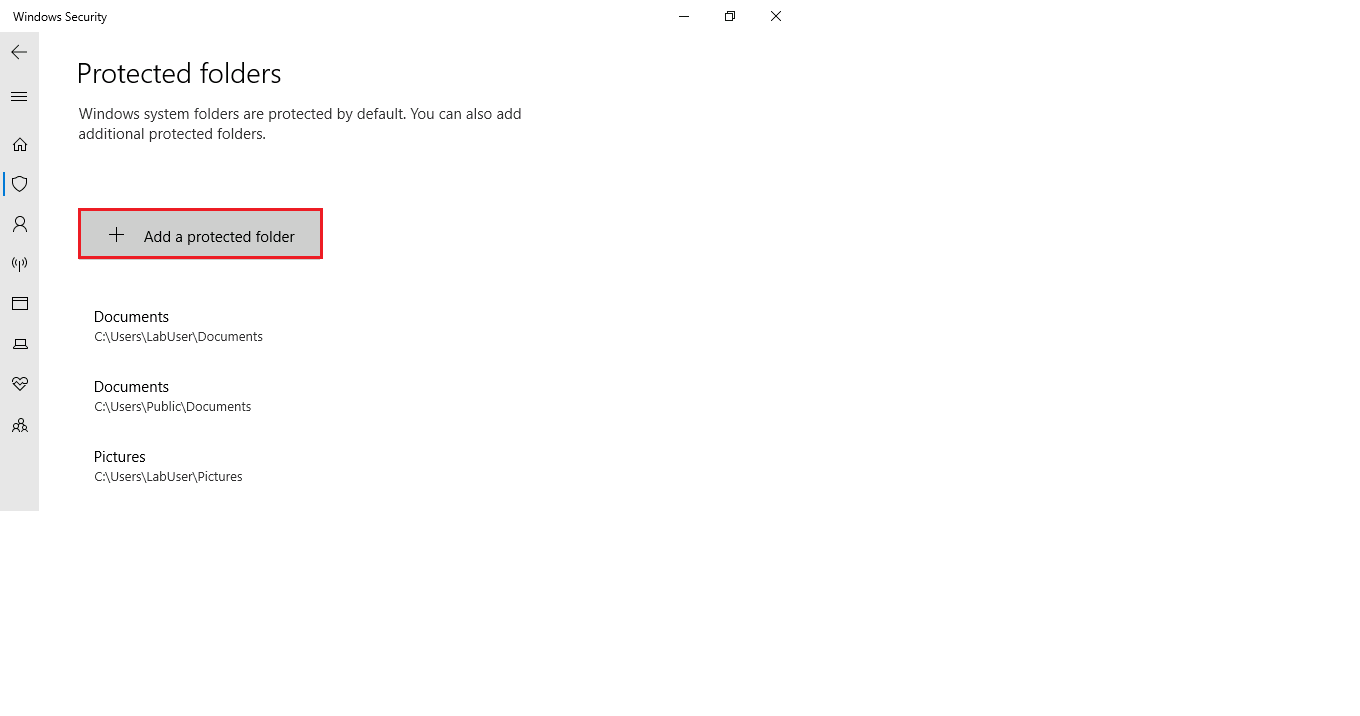 Windows Security
Protected folders
Windows system folders are protected by default. You can also add
additional protected folders.
Add a protected folder
Documents
C:\Users\LabUser\Documents
Documents
C:\Users\Public\Documents
Pictures
C:\Users\LabUser\Pictures